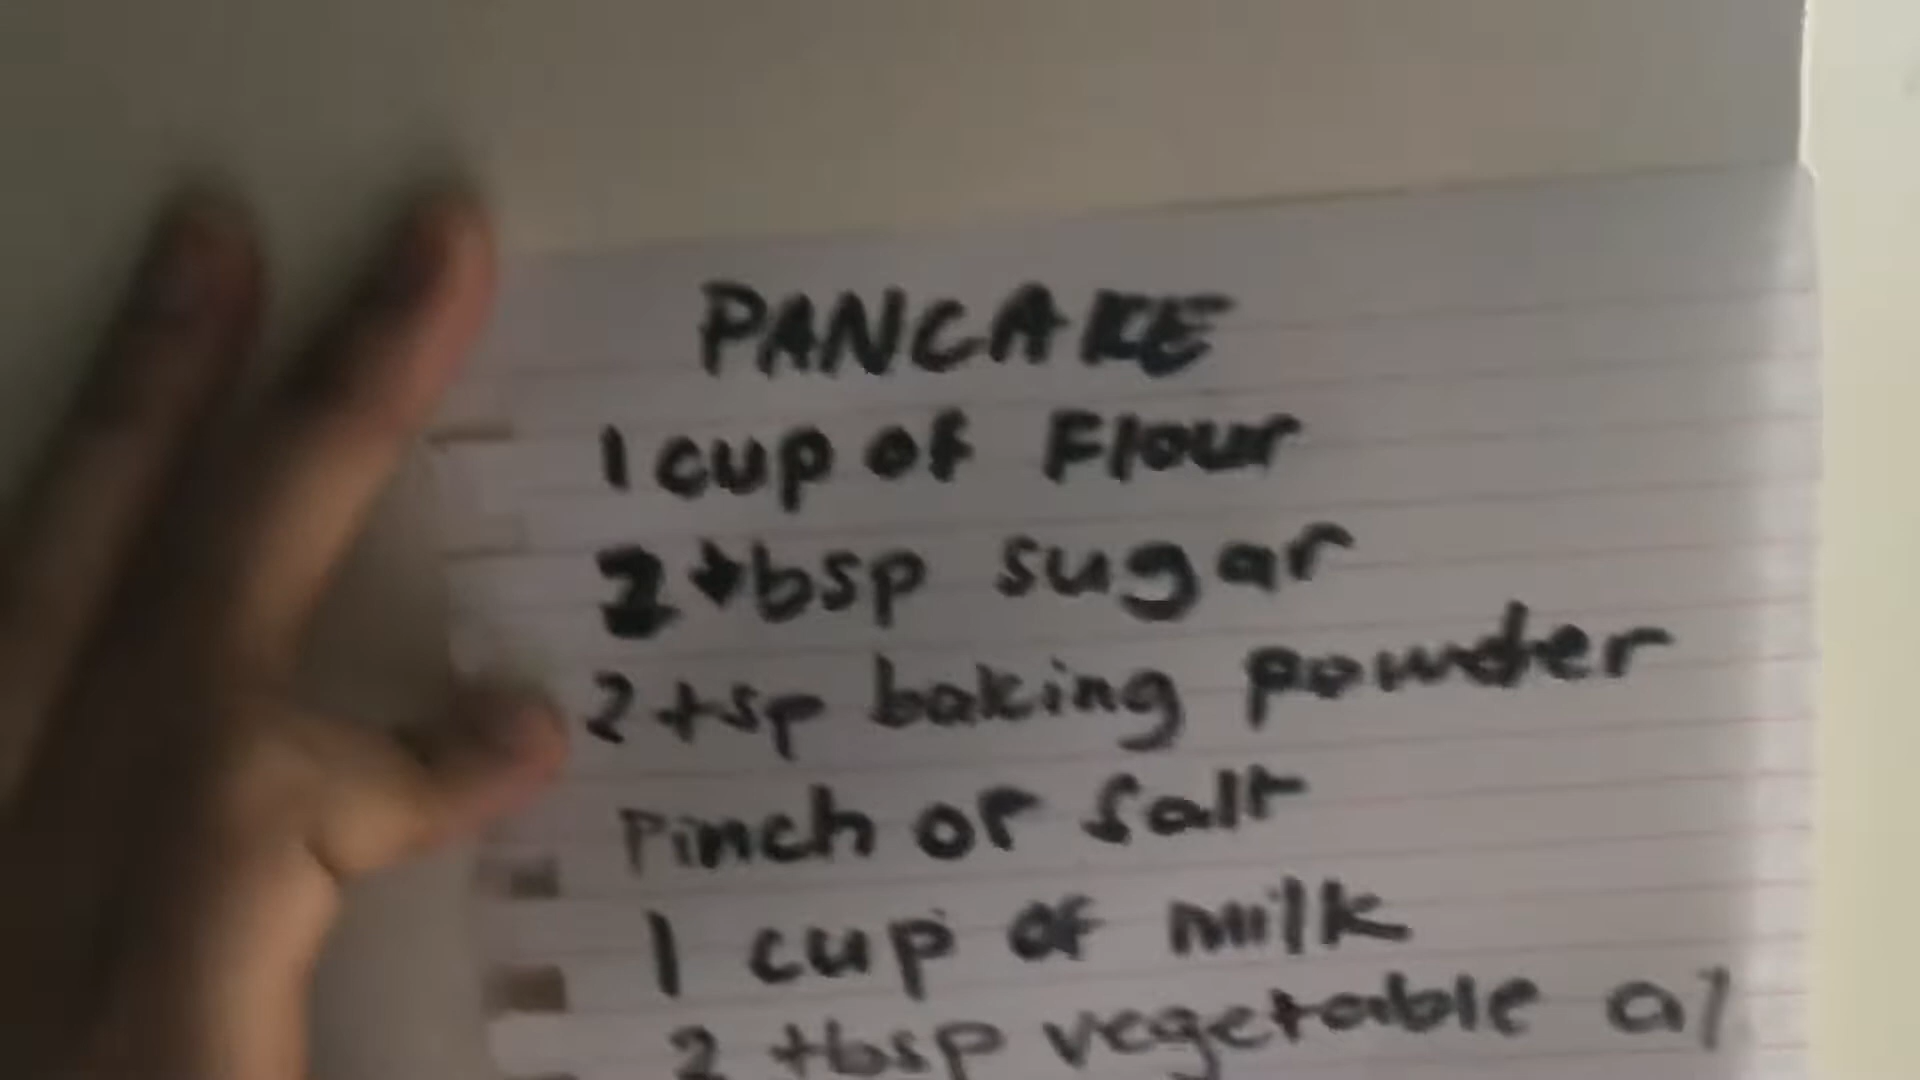 PANCAKE
1 cup of Flour
2 tbsp sugar
2 tsp baking powder
Pinch of salt
1 cup of milk
2 tbsp vegetable